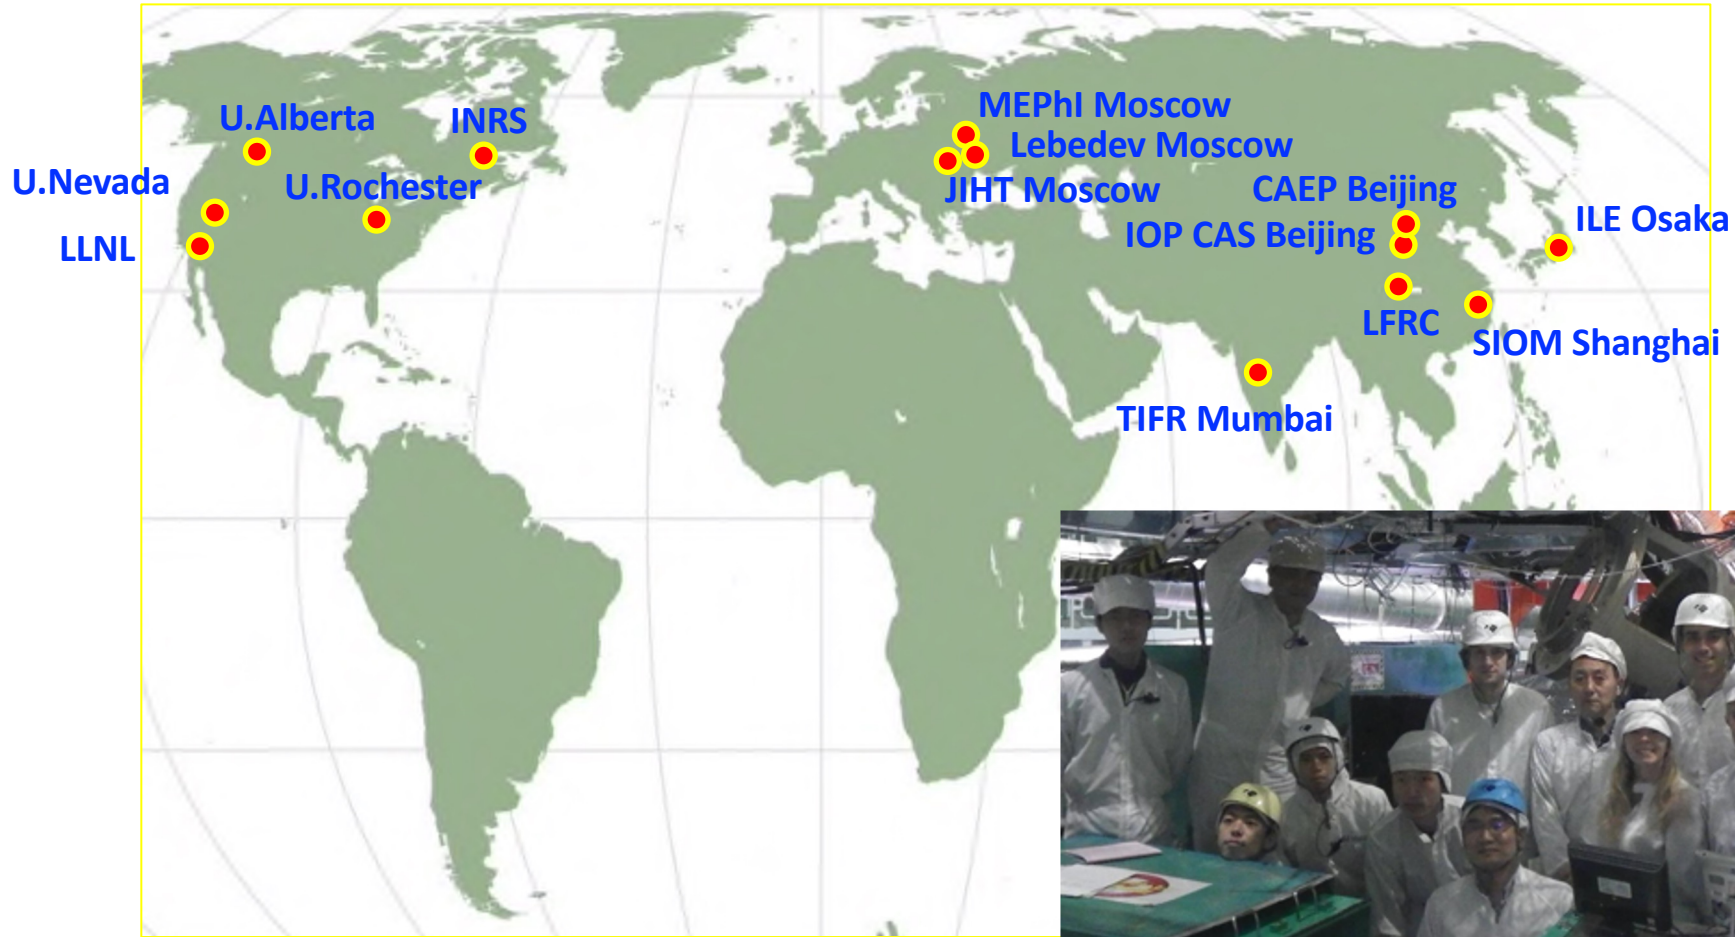 MEPhI Moscow
U.Alberta
INRS
Lebedev Moscow
U.Nevada
U.Rochester
JIHT Moscow
CAEP Beijing
ILE Osaka
LLNL
IOP CAS Beijing
LFRC
SIOM Shanghai
TIFR Mumbai